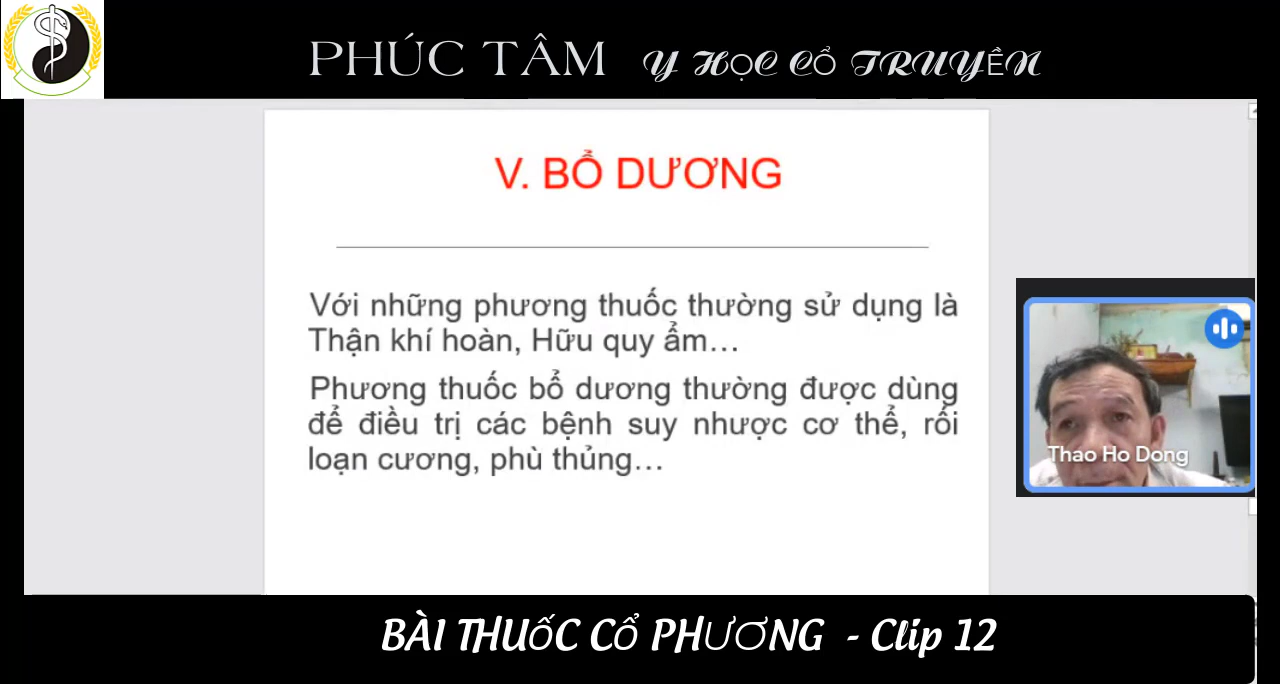 PHÚC TÂM Y HỌC CỔ TRUYỀN
V. BỔ DƯƠNG
Với những phương thuốc thường sử dụng là
Thận khí hoàn, Hữu quy ẩm…
Phương thuốc bổ dương thường được dùng
để điều trị các bệnh suy nhược cơ thể, rối
loạn cương, phù thủng…
Thao Ho Dong
BÀI THUỐC CỔ PHƯƠNG - Clip 12